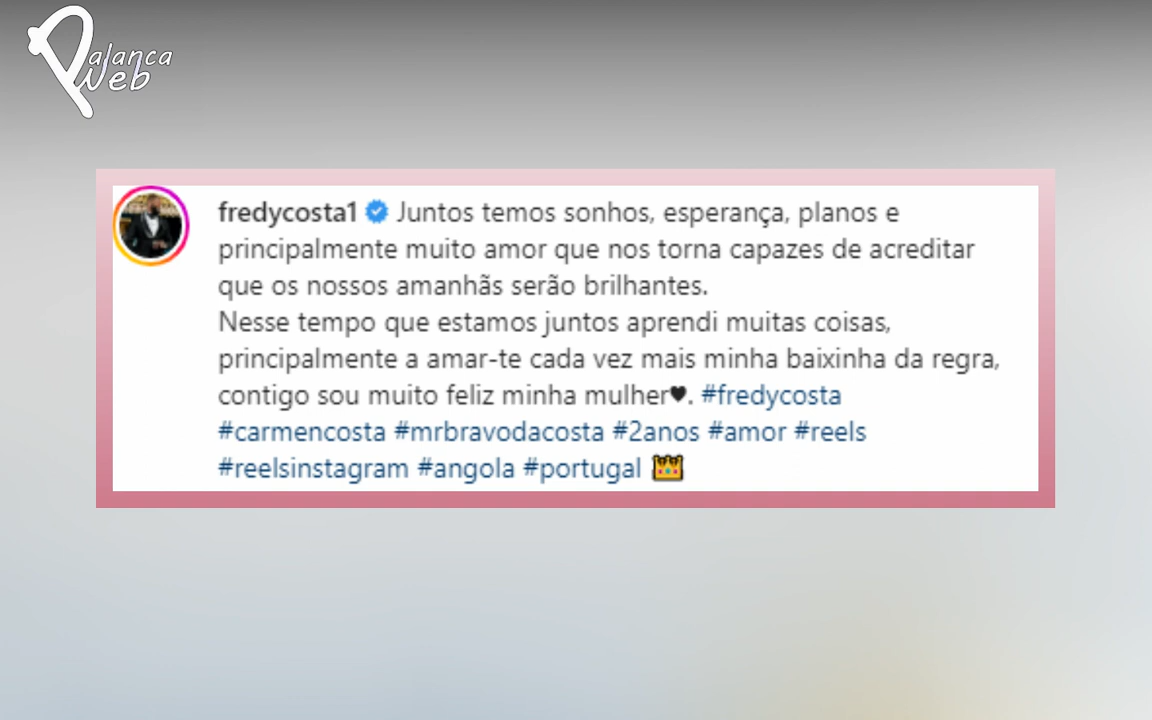 Palanca
Web
fredycosta1 Juntos temos sonhos, esperança, planos e
principalmente muito amor que nos torna capazes de acreditar
que os nossos amanhãs serão brilhantes.
Nesse tempo que estamos juntos aprendi muitas coisas,
principalmente a amar-te cada vez mais minha baixinha da regra,
contigo sou muito feliz minha mulher♥. #fredycosta
#carmencosta #mrbravodacosta #2anos #amor #reels
#reelsinstagram #angola #portugal 👑